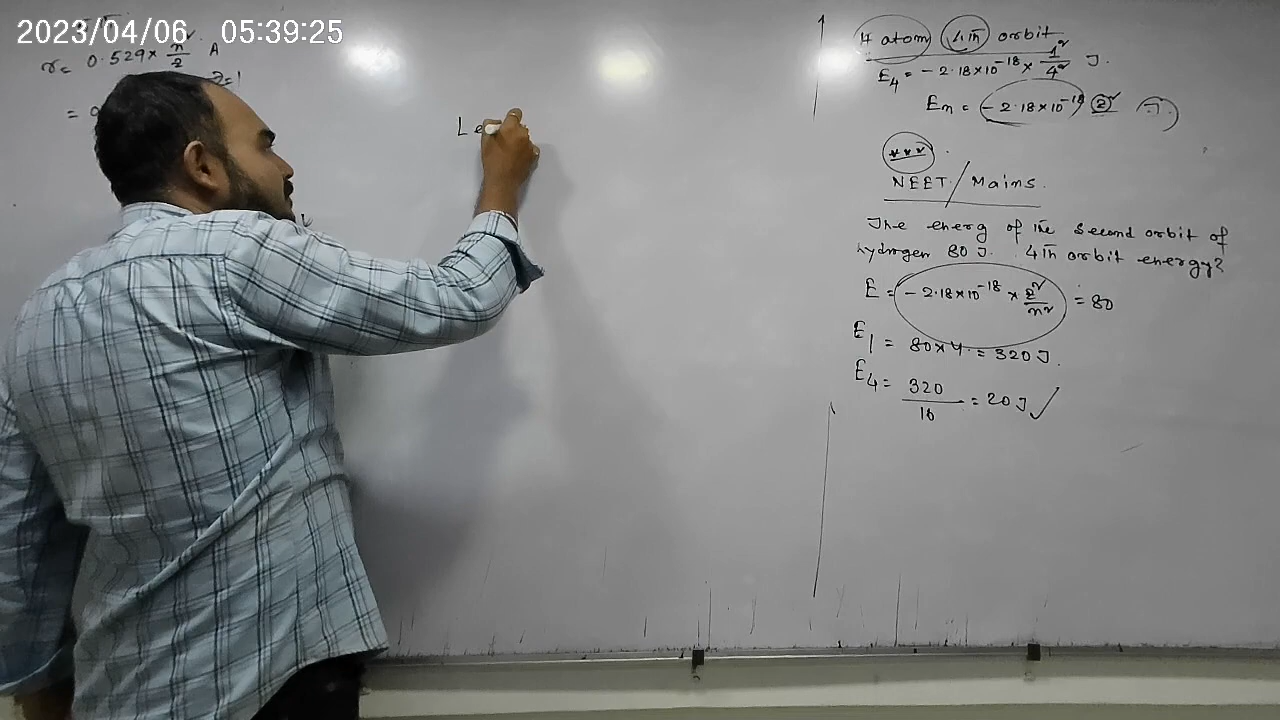 2023/04/06 05:39:25
r = 0.529 × n²/z A
z=1
=
Le
H atom 4th orbit
E4 = - 2.18×10⁻¹⁸ × 1²/4² J.
En = - 2.18×10⁻¹⁸
***
NEET/Mains.
The energ of the second orbit of
hydrogen 80 J. 4th orbit energy?
E = - 2.18×10⁻¹⁸ × z²/n² = 80
E1 = 80×4 = 320 J.
E4 = 320/16 = 20 J ✓